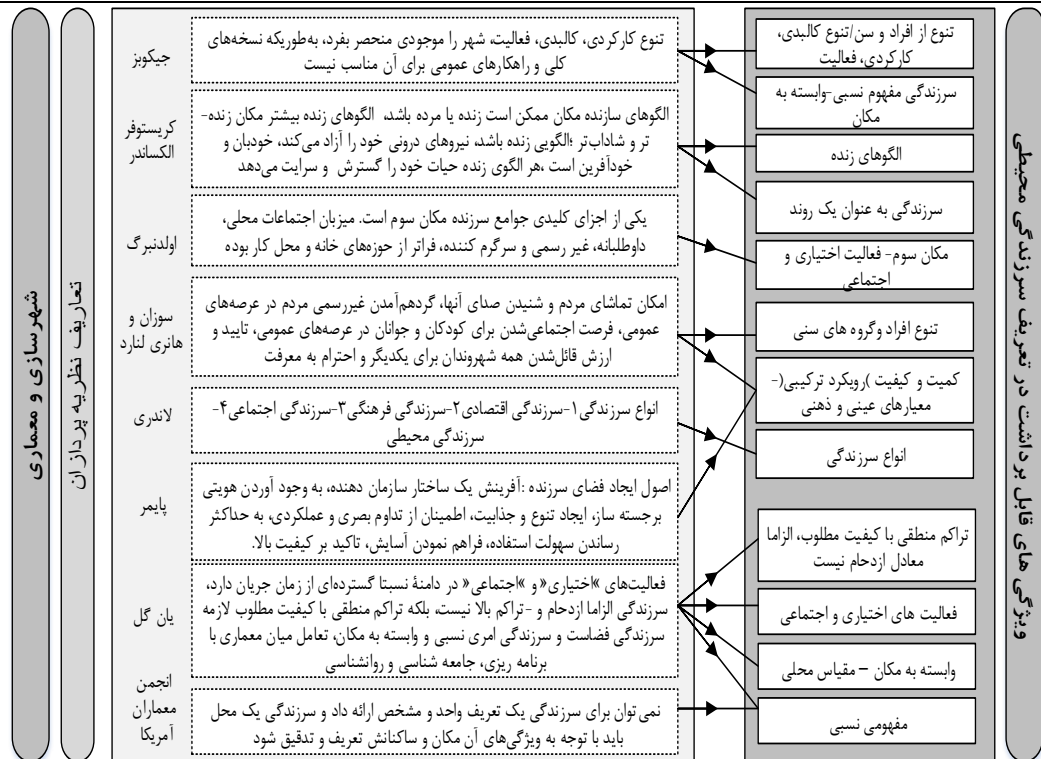 شهرسازی و معماری
تعاریف نظریه پردازان
جیکوبز
تنوع کارکردی، کالبدی، فعالیت، شهر را موجودی منحصر بفرد، به‌طوریکه نسخه‌های
کلی و راهکارهای عمومی برای آن مناسب نیست
کریستوفر
الکساندر
الگوهای سازنده مکان ممکن است زنده یا مرده باشد، الگوهای زنده بیشتر مکان زنده-
تر و شاداب‌تر ؛الگویی زنده باشد، نیروهای درونی خود را آزاد می‌کند، خودبان و
خودآفرین است ،هر الگوی زنده حیات خود را گسترش و سرایت می‌دهد
اولدنبرگ
یکی از اجزای کلیدی جوامع سرزنده مکان سوم است. میزبان اجتماعات محلی،
داوطلبانه، غیر رسمی و سرگرم کننده، فراتر از حوزه‌های خانه و محل کار بوده
سوزان و
هانری لنارد
امکان تماشای مردم و شنیدن صدای آنها، گردهم‌آمدن غیررسمی مردم در عرصه‌های
عمومی، فرصت اجتماعی‌شدن برای کودکان و جوانان در عرصه‌های عمومی، تایید و
ارزش قائل‌شدن همه شهروندان برای یکدیگر و احترام به معرفت
لاندری
انواع سرزندگی ۱-سرزندگی اقتصادی ۲-سرزندگی فرهنگی ۳-سرزندگی اجتماعی ۴-
سرزندگی محیطی
پایمر
اصول ایجاد فضای سرزنده :آفرینش یک ساختار سازمان دهنده، به وجود آوردن هویتی
برجسته ساز، ایجاد تنوع و جذابیت، اطمینان از تداوم بصری و عملکردی، به حداکثر
رساندن سهولت استفاده، فراهم نمودن آسایش، تاکید بر کیفیت بالا.
یان گل
فعالیت‌های »اختیاری« و »اجتماعی« در دامنهٔ نسبتا گسترده‌ای از زمان جریان دارد،
سرزندگی الزاما ازدحام و -تراکم بالا نیست، بلکه تراکم منطقی با کیفیت مطلوب لازمه
سرزندگی فضاست و سرزندگی امری نسبی و وابسته به مکان، تعامل میان معماری با
برنامه ریزی، جامعه شناسی و روانشناسی
انجمن
معماران
آمریکا
نمی‌توان برای سرزندگی یک تعریف واحد و مشخص ارائه داد و سرزندگی یک محل
باید با توجه به ویژگی‌های آن مکان و ساکنانش تعریف و تدقیق شود
تنوع از افراد و سن/تنوع کالبدی،
کارکردی، فعالیت
سرزندگی مفهوم نسبی-وابسته به
مکان
الگوهای زنده
سرزندگی به عنوان یک روند
مکان سوم- فعالیت اختیاری و
اجتماعی
تنوع افراد وگروه های سنی
کمیت و کیفیت )رویکرد ترکیبی(-
معیارهای عینی و ذهنی
انواع سرزندگی
تراکم منطقی با کیفیت مطلوب، الزاما
معادل ازدحام نیست
فعالیت های اختیاری و اجتماعی
وابسته به مکان – مقیاس محلی
مفهومی نسبی
ویژگی های قابل برداشت در تعریف سرزندگی محیطی